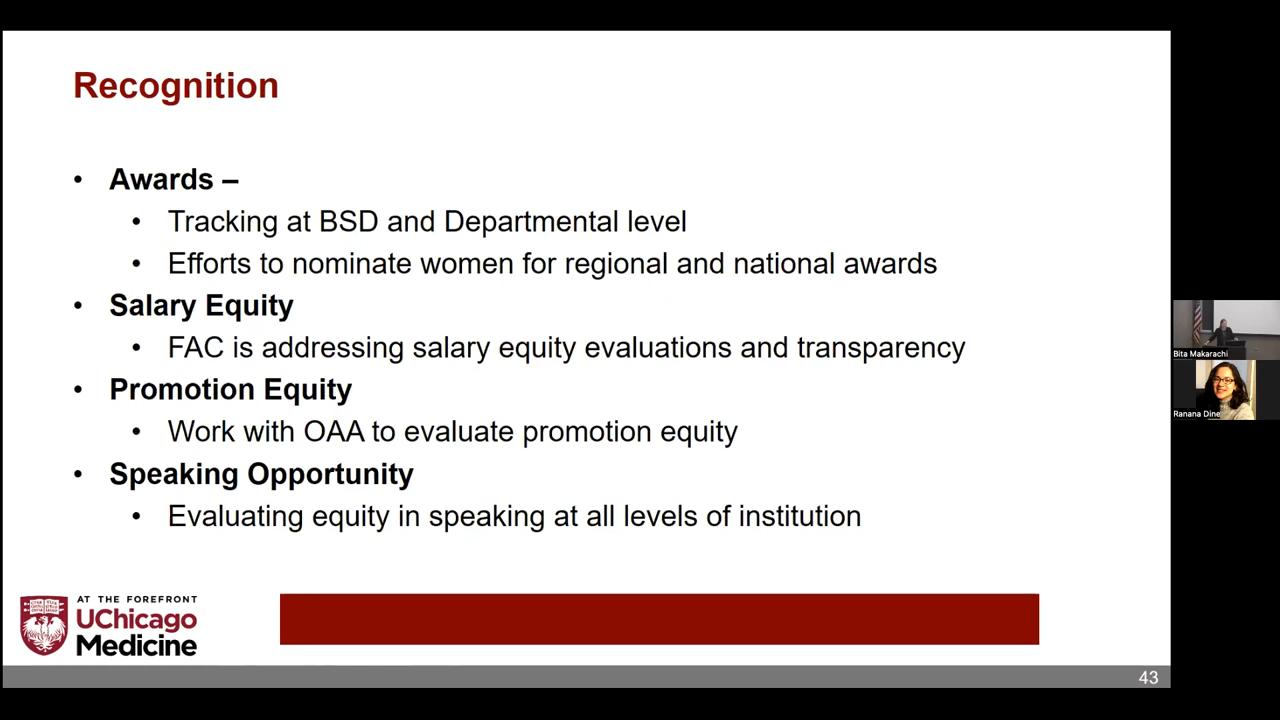 Recognition
• Awards –
• Tracking at BSD and Departmental level
• Efforts to nominate women for regional and national awards
• Salary Equity
• FAC is addressing salary equity evaluations and transparency
• Promotion Equity
• Work with OAA to evaluate promotion equity
• Speaking Opportunity
• Evaluating equity in speaking at all levels of institution
AT THE FOREFRONT
UChicago
Medicine
43
Bita Makarachi
Ranana Dine